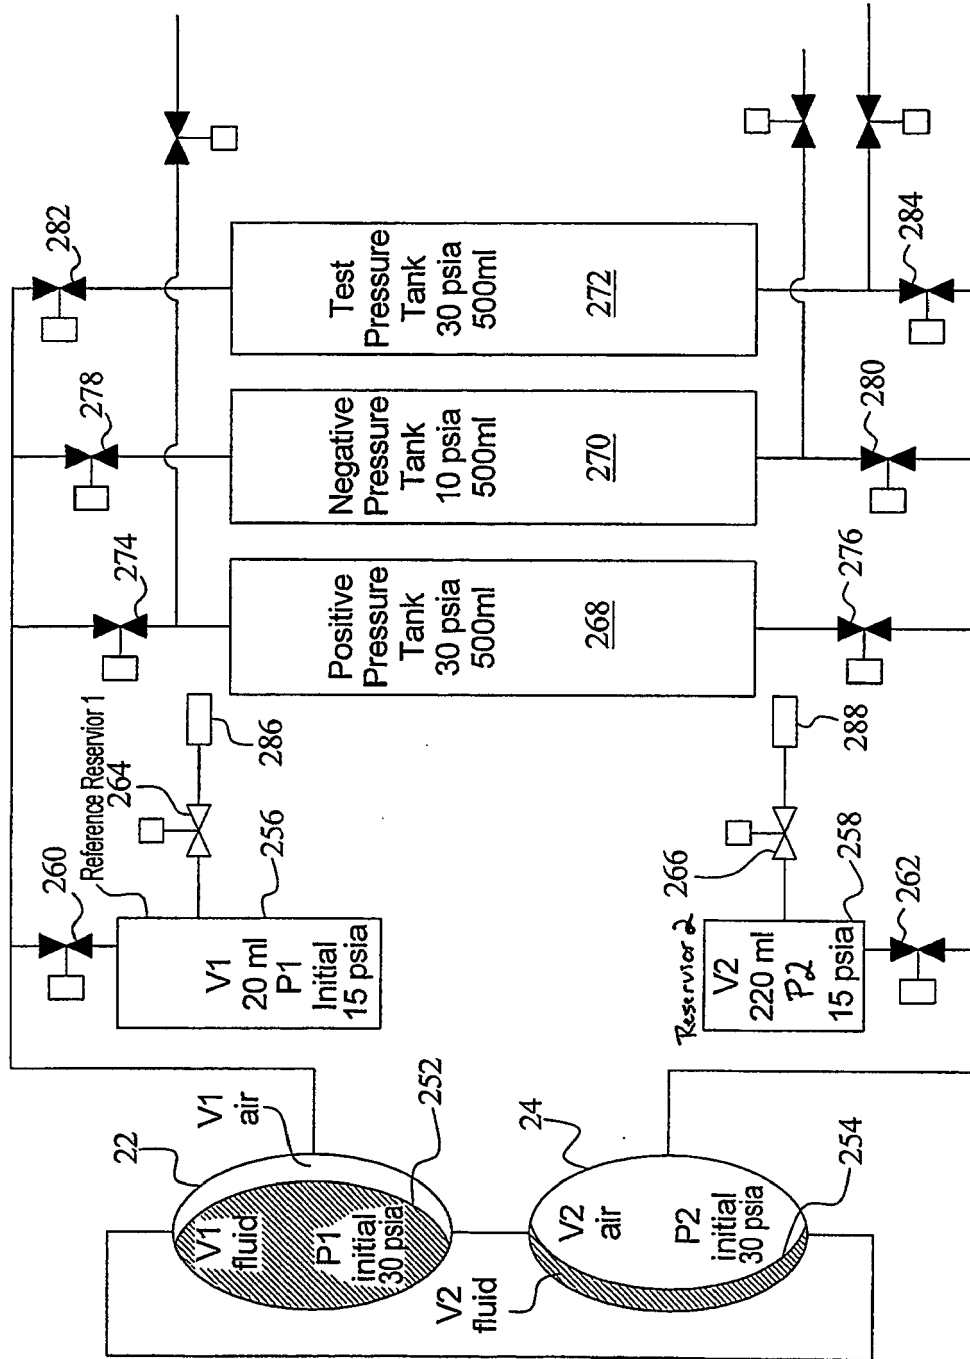 282
278
274
Reference Reservior 1
264
260
286
256
V1
20 ml
P1
Initial
15 psia
Test
Pressure
Tank
30 psia
500ml
272
Negative
Pressure
Tank
10 psia
500ml
270
Positive
Pressure
Tank
30 psia
500ml
268
284
280
276
288
266
258
262
Reservior 2
V2
220 ml
P2
15 psia
22
V1
air
252
V1
fluid
P1
initial
30 psia
24
254
V2
air
P2
initial
30 psia
V2
fluid